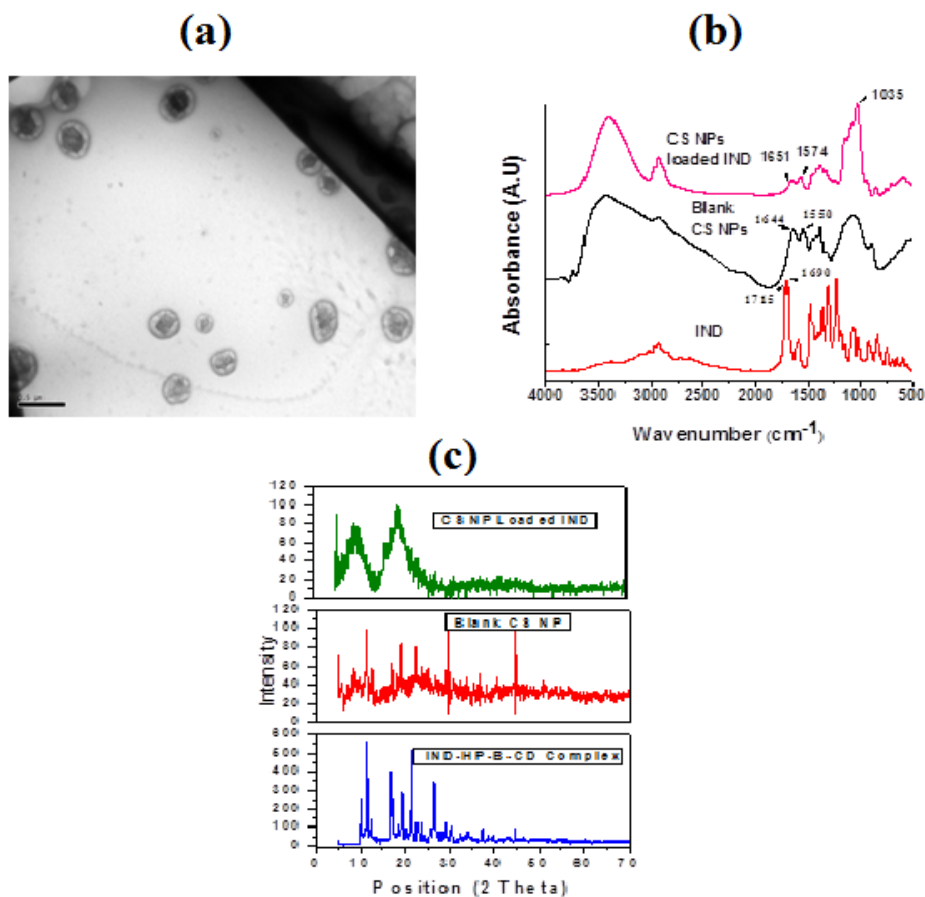 (a)
(b)
1035
CS NPs
loaded IND
1651
1574
Blank
CS NPs
1644
1550
1690
1715
IND
Absorbance (A.U)
4000 3500 3000 2500 2000 1500 1000 500
Wavenumber (cm-1)
(c)
120
100
80
60
40
20
0
CS NP Loaded IND
120
100
80
60
40
20
0
Blank CS NP
Intensity
600
500
400
300
200
100
0
IND-HP-B-CD Complex
0 10 20 30 40 50 60 70
Position (2 Theta)